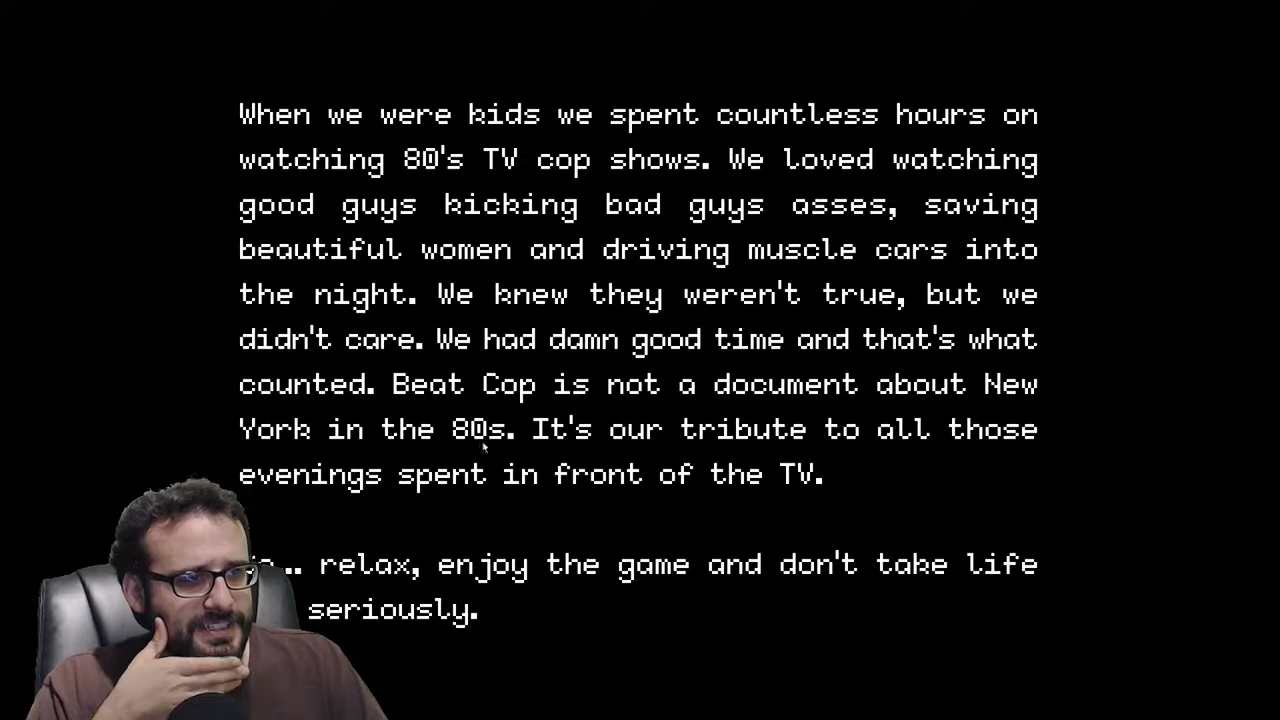 When we were kids we spent countless hours on
watching 80's TV cop shows. We loved watching
good guys kicking bad guys asses, saving
beautiful women and driving muscle cars into
the night. We knew they weren't true, but we
didn't care. We had damn good time and that's what
counted. Beat Cop is not a document about New
York in the 80s. It's our tribute to all those
evenings spent in front of the TV.
relax, enjoy the game and don't take life
seriously.